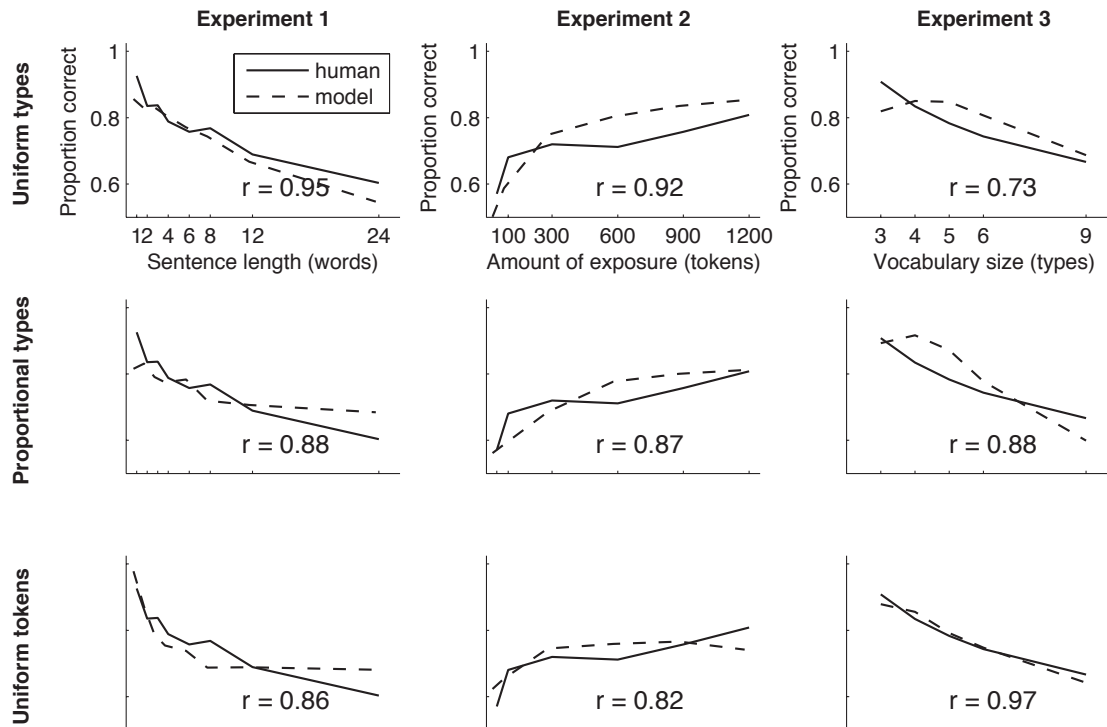 Experiment 1
Experiment 2
Experiment 3
Uniform types
Proportion correct
1
0.8
0.6
human
model
r = 0.95
12 4 6 8 12 24
Sentence length (words)
Proportion correct
1
0.8
0.6
r = 0.92
100 300 600 900 1200
Amount of exposure (tokens)
Proportion correct
1
0.8
0.6
r = 0.73
3 4 5 6 9
Vocabulary size (types)
Proportional types
r = 0.88
r = 0.87
r = 0.88
Uniform tokens
r = 0.86
r = 0.82
r = 0.97